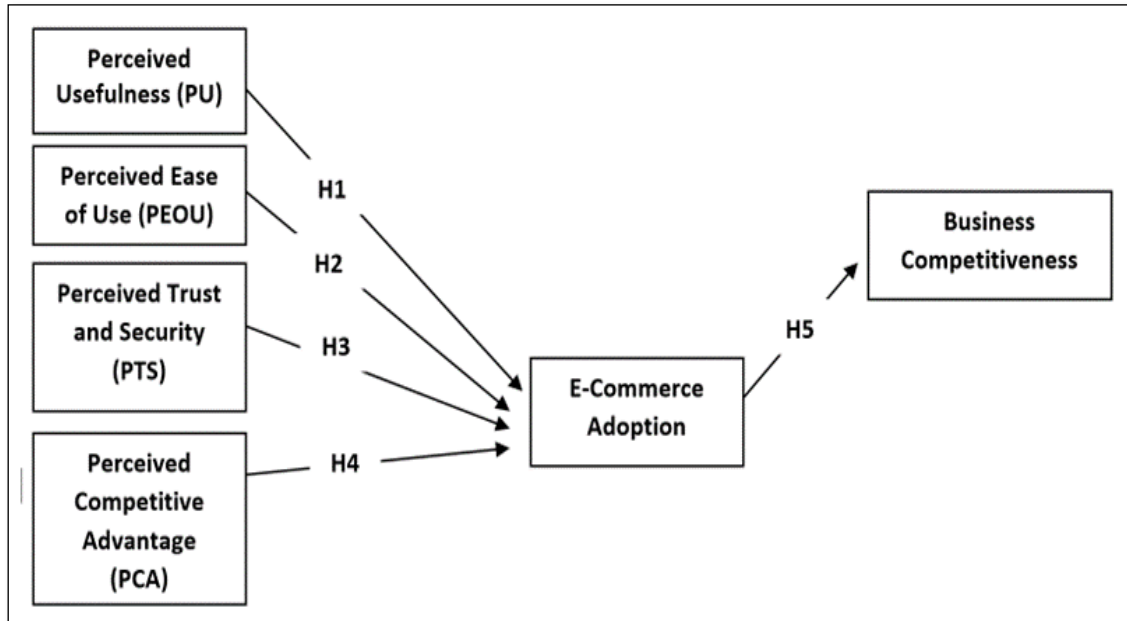 Perceived
Usefulness (PU)
Perceived Ease
of Use (PEOU)
Perceived Trust
and Security
(PTS)
Perceived
Competitive
Advantage
(PCA)
H1
H2
H3
H4
E-Commerce
Adoption
H5
Business
Competitiveness